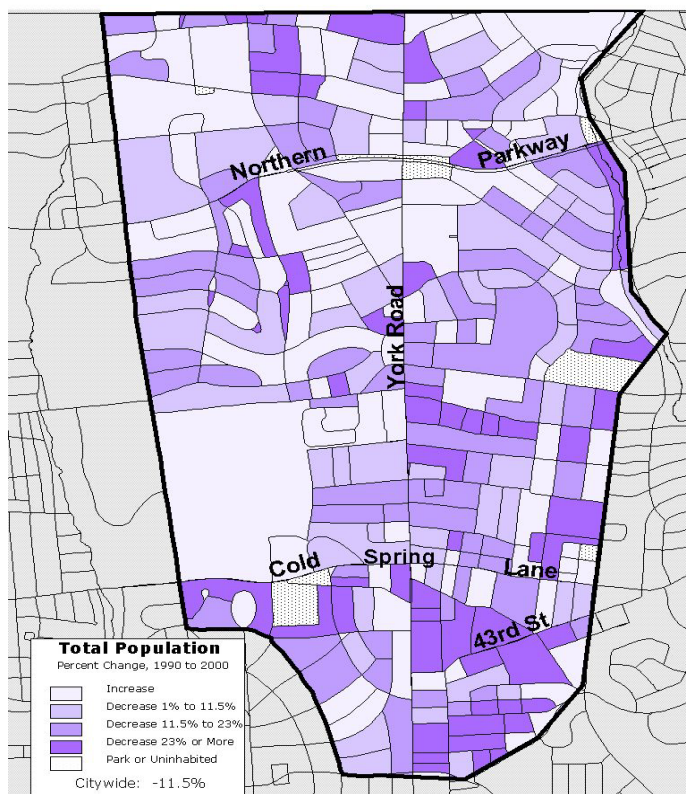 Northern
Parkway
York Road
Cold
Spring
Lane
43rd St
Total Population
Percent Change, 1990 to 2000
Increase
Decrease 1% to 11.5%
Decrease 11.5% to 23%
Decrease 23% or More
Park or Uninhabited
Citywide: -11.5%